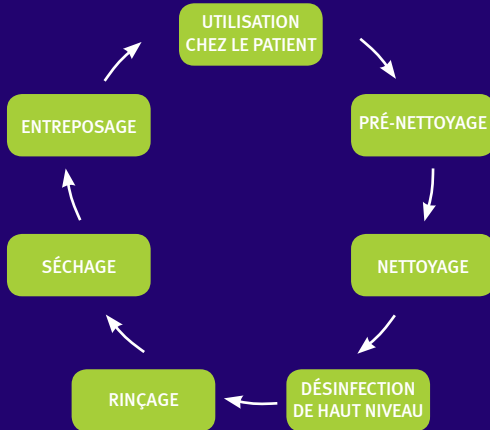 UTILISATION
CHEZ LE PATIENT
PRÉ-NETTOYAGE
NETTOYAGE
DÉSINFECTION
DE HAUT NIVEAU
RINÇAGE
SÉCHAGE
ENTREPOSAGE